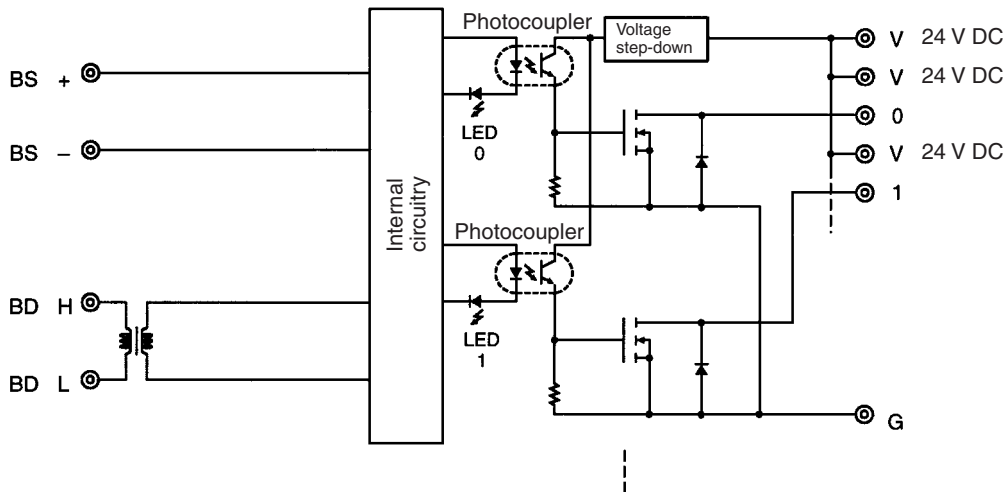 Photocoupler
Voltage
step-down
V 24 V DC
BS +
V 24 V DC
LED
0
0
BS –
V 24 V DC
Internal
circuitry
1
Photocoupler
BD H
LED
1
BD L
G